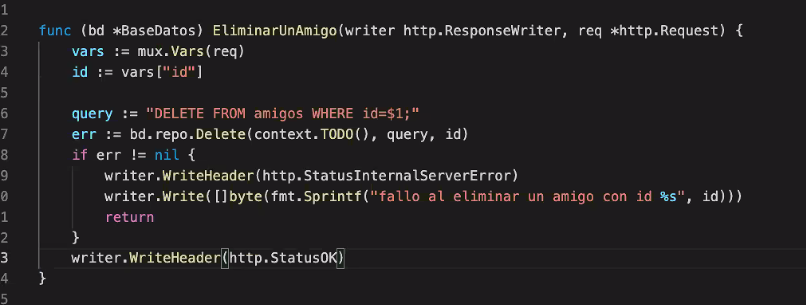 1
2 func (bd *BaseDatos) EliminarUnAmigo(writer http.ResponseWriter, req *http.Request) {
3     vars := mux.Vars(req)
4     id := vars["id"]
5
6     query := "DELETE FROM amigos WHERE id=$1;"
7     err := bd.repo.Delete(context.TODO(), query, id)
8     if err != nil {
9         writer.WriteHeader(http.StatusInternalServerError)
0         writer.Write([]byte(fmt.Sprintf("fallo al eliminar un amigo con id %s", id)))
1         return
2     }
3     writer.WriteHeader(http.StatusOK)
4 }
5